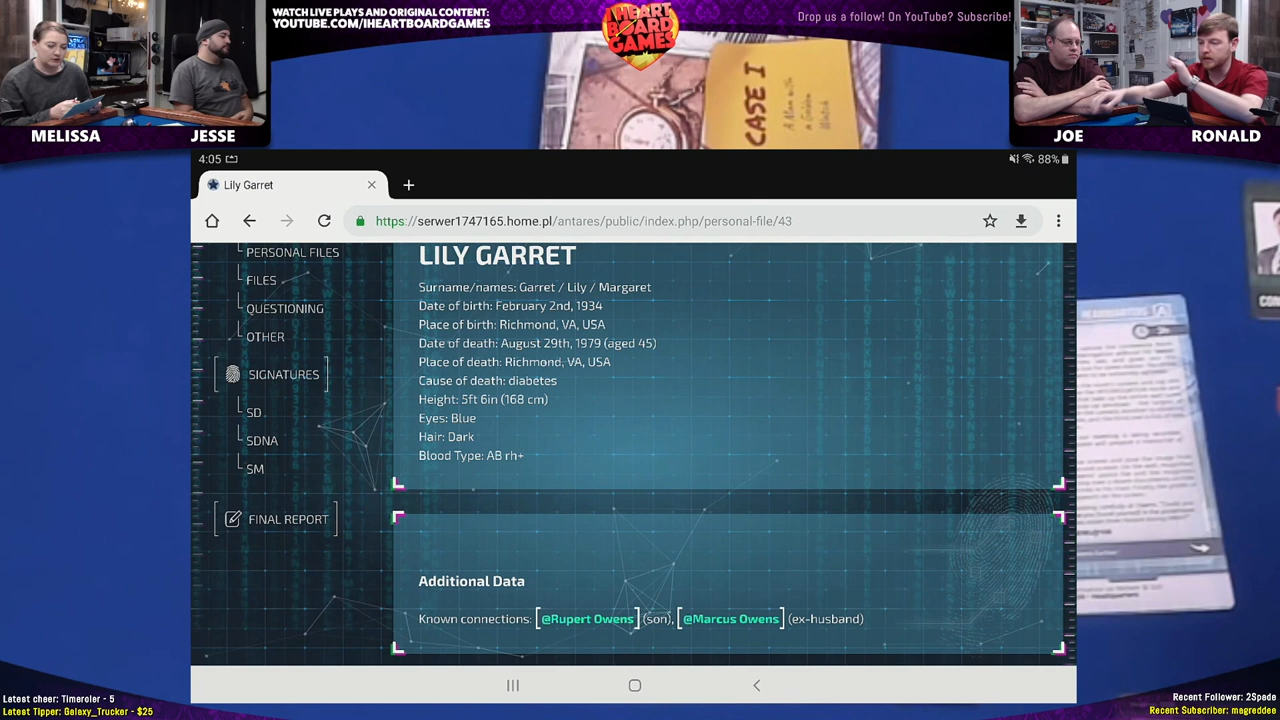 WATCH LIVE PLAYS AND ORIGINAL CONTENT:
YOUTUBE.COM/IHEARTBOARDGAMES
I HEART
BOARD
GAMES
Drop us a follow! On YouTube? Subscribe!
MELISSA
JESSE
CASE I
JOE
RONALD
4:05
88%
Lily Garret
https://serwer1747165.home.pl/antares/public/index.php/personal-file/43
PERSONAL FILES
FILES
QUESTIONING
OTHER
SIGNATURES
SD
SDNA
SM
FINAL REPORT
LILY GARRET
Surname/names: Garret / Lily / Margaret
Date of birth: February 2nd, 1934
Place of birth: Richmond, VA, USA
Date of death: August 29th, 1979 (aged 45)
Place of death: Richmond, VA, USA
Cause of death: diabetes
Height: 5ft 6in (168 cm)
Eyes: Blue
Hair: Dark
Blood Type: AB rh+
Additional Data
Known connections: [@Rupert Owens] (son), [@Marcus Owens] (ex-husband)
Latest cheer: Timeroler - 5
Latest Tipper: Galaxy_Trucker - $25
Recent Follower: 2Spade
Recent Subscriber: magreddee